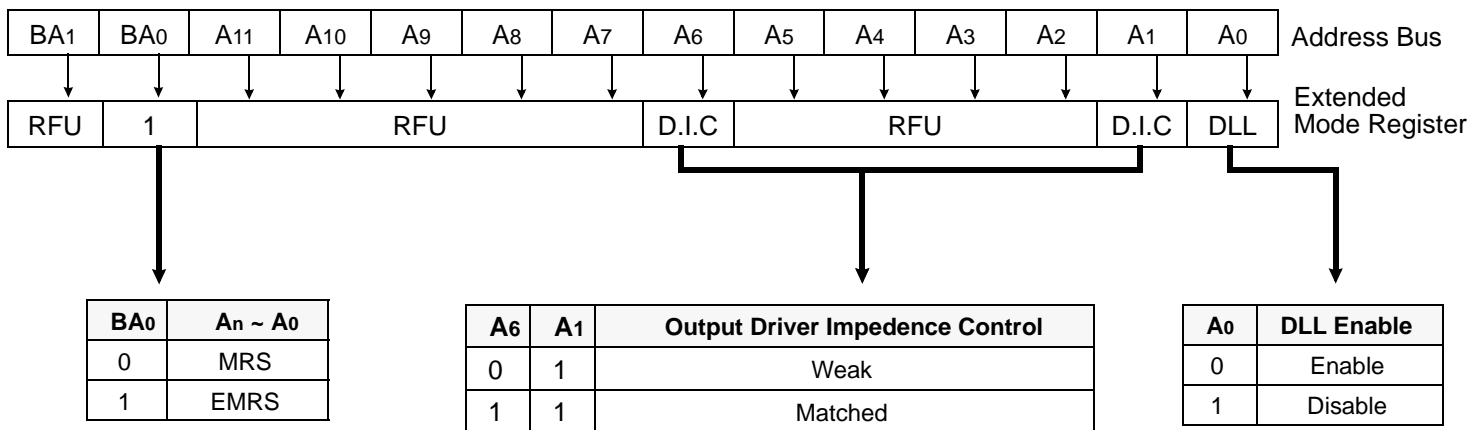 BA1 BA0 A11 A10 A9 A8 A7 A6 A5 A4 A3 A2 A1 A0 Address Bus
RFU 1 RFU D.I.C RFU D.I.C DLL Extended Mode Register
BA0 An ~ A0
0 MRS
1 EMRS
A6 A1 Output Driver Impedence Control
0 1 Weak
1 1 Matched
A0 DLL Enable
0 Enable
1 Disable